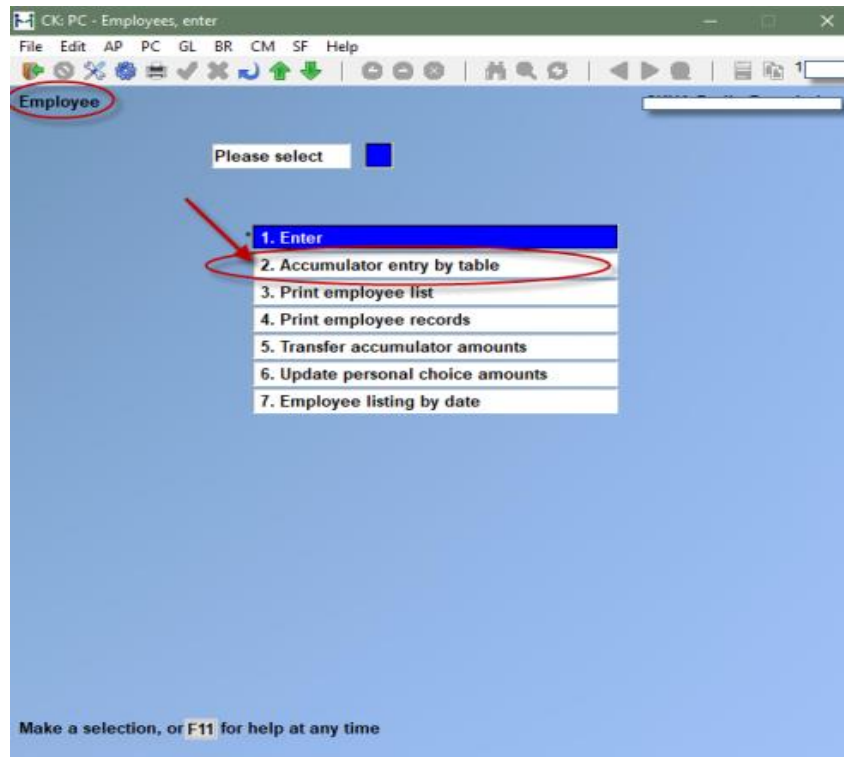 CK: PC - Employees, enter
File Edit AP PC GL BR CM SF Help
1
Employee
Please select
1. Enter
2. Accumulator entry by table
3. Print employee list
4. Print employee records
5. Transfer accumulator amounts
6. Update personal choice amounts
7. Employee listing by date
Make a selection, or F11 for help at any time